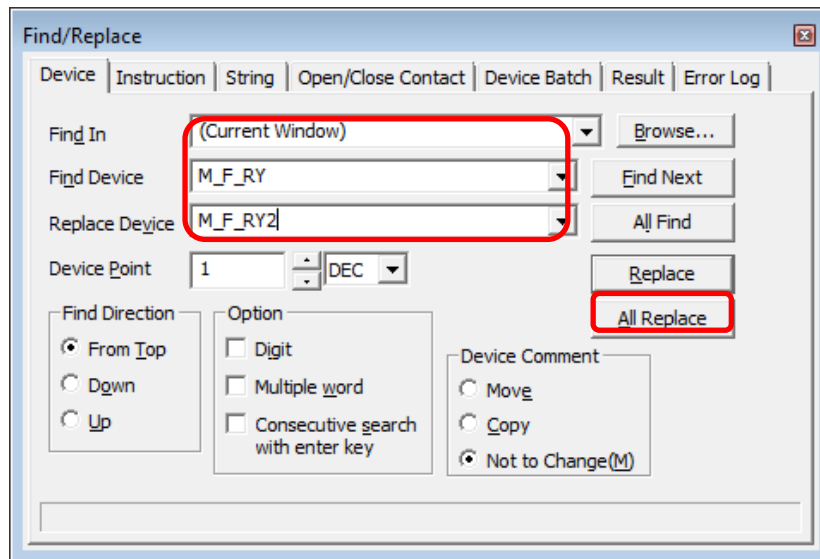 Find/Replace
Device Instruction String Open/Close Contact Device Batch Result Error Log
Find In (Current Window) Browse...
Find Device M_F_RY Find Next
Replace Device M_F_RY2 All Find
Device Point 1 DEC Replace
All Replace
Find Direction
From Top
Down
Up
Option
Digit
Multiple word
Consecutive search
with enter key
Device Comment
Move
Copy
Not to Change(M)